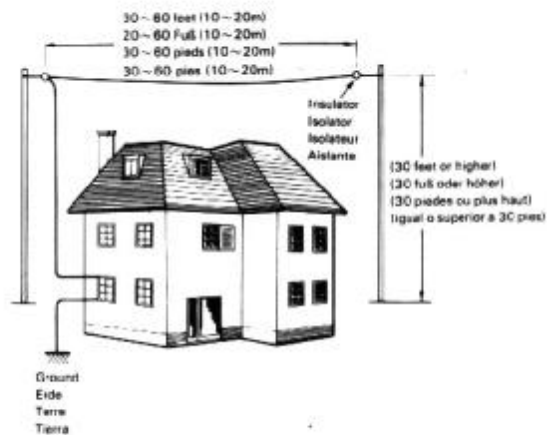 30~60 feet (10~20m)
20~60 Fuß (10~20m)
30~60 pieds (10~20m)
30~60 pies (10~20m)
Insulator
Isolator
Isolateur
Aislante
(30 feet or higher)
(30 fuß oder höher)
(30 piedes ou plus haut)
(igual o superior a 30 pies)
Ground
Eide
Terre
Tierra